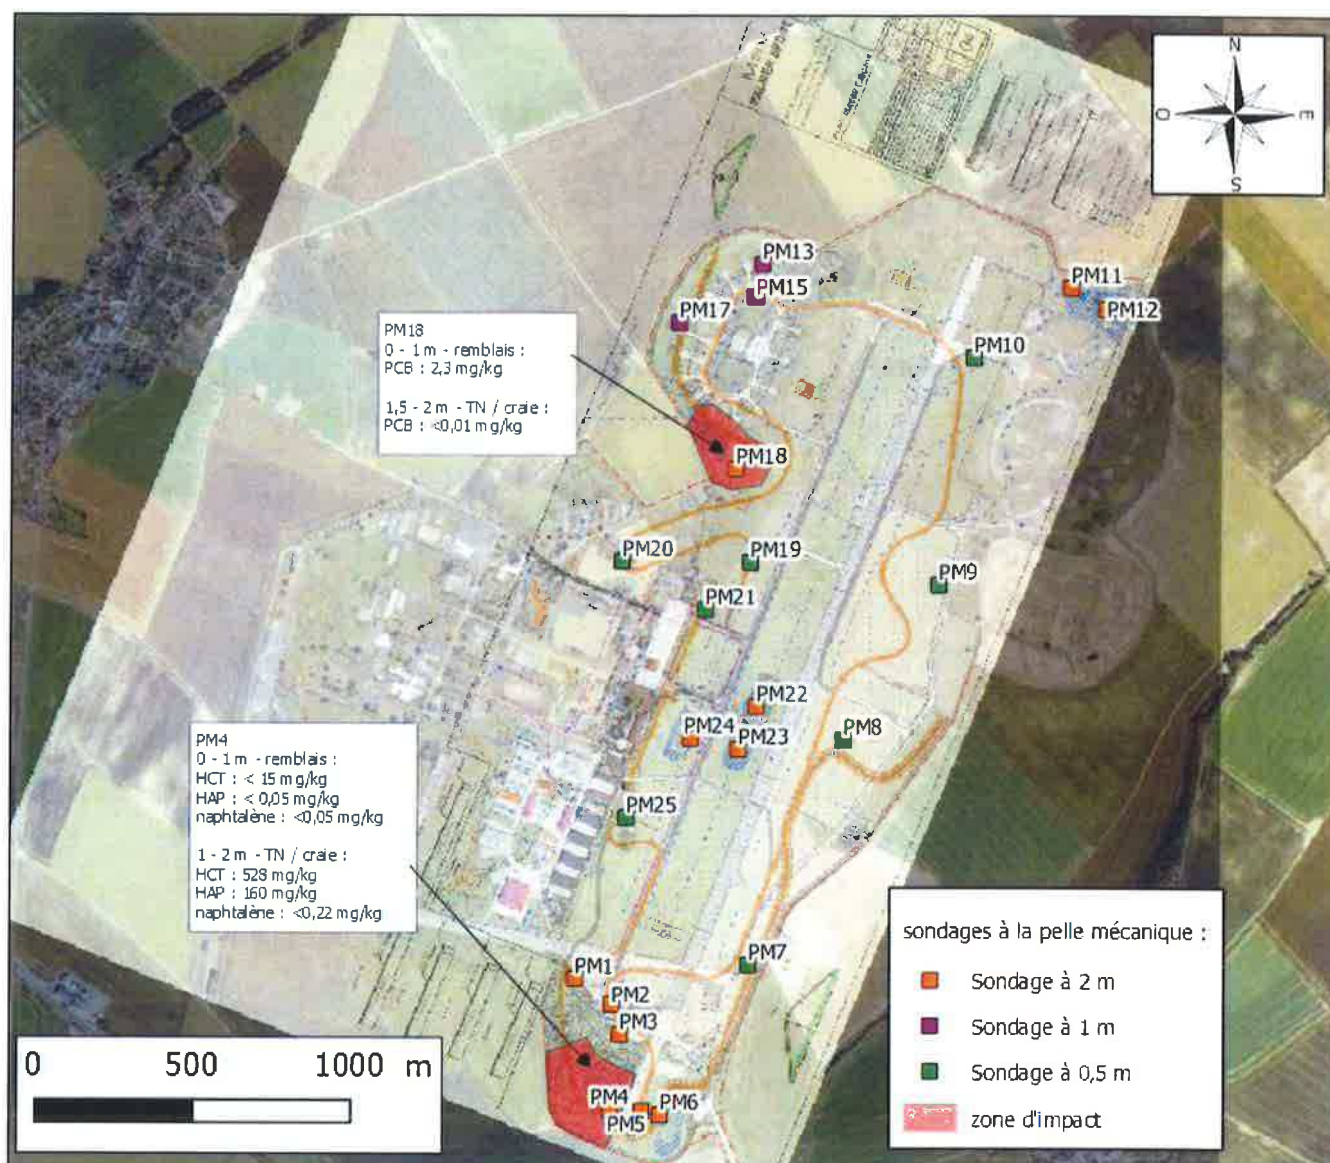 N
O
E
S
PM13
PM15
PM17
PM11
PM12
PM10
PM18
0 - 1 m - remblais :
PCB : 2,3 mg/kg
1,5 - 2 m - TN / craie :
PCB : <0,01 mg/kg
PM18
PM20
PM19
PM21
PM9
PM22
PM24
PM23
PM8
PM4
0 - 1 m - remblais :
HCT : < 15 mg/kg
HAP : < 0,05 mg/kg
naphtalène : <0,05 mg/kg
1 - 2 m - TN / craie :
HCT : 528 mg/kg
HAP : 160 mg/kg
naphtalène : <0,22 mg/kg
PM25
PM7
PM1
PM2
PM3
PM4
PM5
PM6
0 500 1000 m
sondages à la pelle mécanique :
Sondage à 2 m
Sondage à 1 m
Sondage à 0,5 m
zone d'impact